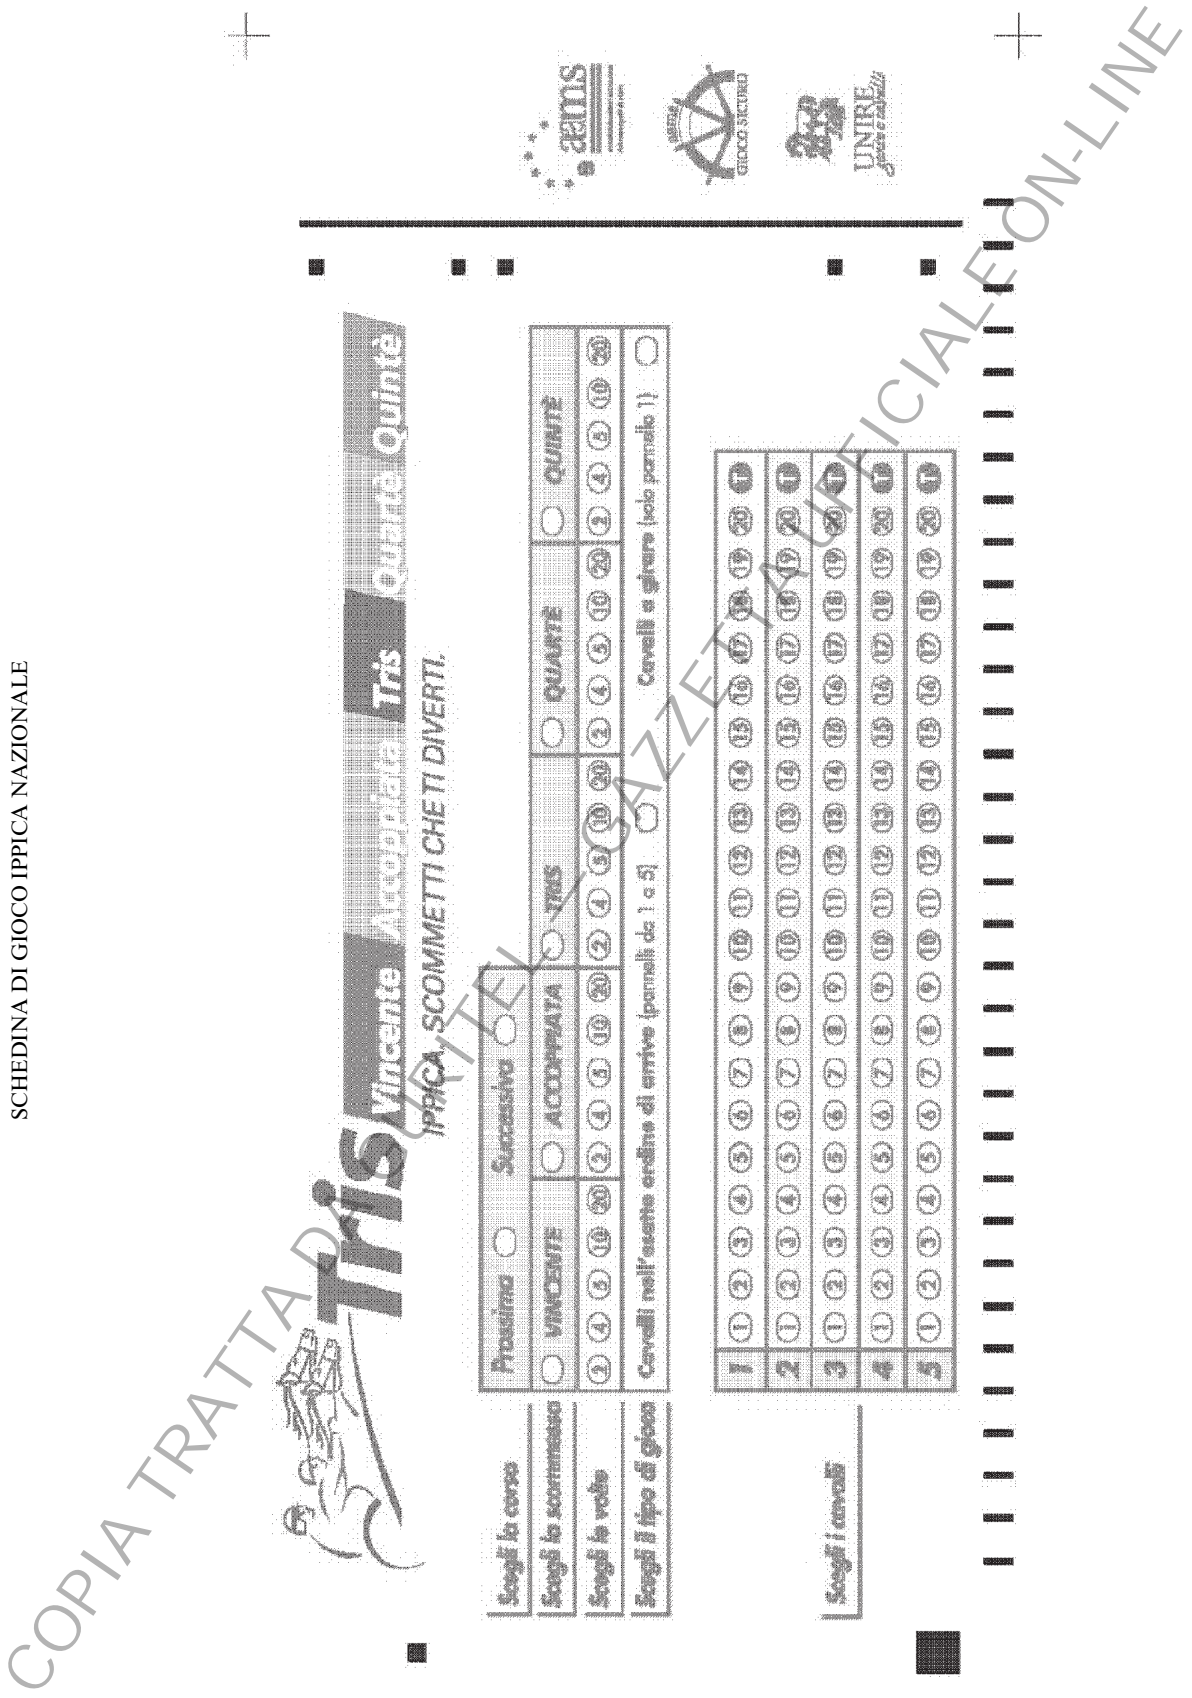 SCHEDINA DI GIOCO IPPICA NAZIONALE
Tris Vincente Accoppiata Tris Quarté Quinté
IPPICA. SCOMMETTI CHE TI DIVERTI.
aams
GIOCO SICURO
UNIRE
Scegli la corsa
Prossima Successiva
Scegli la scommessa
VINCENTE ACCOPPIATA TRIS QUARTÈ QUINTÈ
Scegli le volte
2 4 5 10 20 2 4 5 10 20 2 4 5 10 20 2 4 5 10 20 2 4 5 10 20
Scegli il tipo di gioco
Cavalli nell'esatto ordine di arrivo (pannelli da 1 a 5) Cavalli a girare (solo pannello 1)
Scegli i cavalli
1 1 2 3 4 5 6 7 8 9 10 11 12 13 14 15 16 17 18 19 20
2 1 2 3 4 5 6 7 8 9 10 11 12 13 14 15 16 17 18 19 20
3 1 2 3 4 5 6 7 8 9 10 11 12 13 14 15 16 17 18 19 20
4 1 2 3 4 5 6 7 8 9 10 11 12 13 14 15 16 17 18 19 20
5 1 2 3 4 5 6 7 8 9 10 11 12 13 14 15 16 17 18 19 20
COPIA TRATTA DA GURITEL — GAZZETTA UFFICIALE ON-LINE